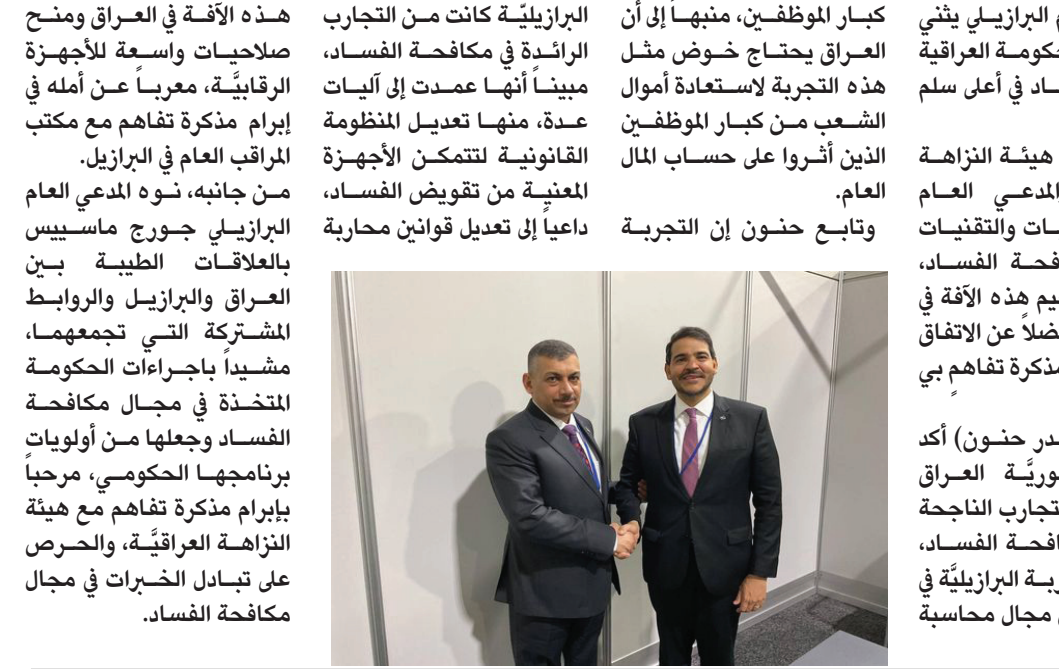 م البرازيلي يثني
حكومة العراقية
ـاد في أعلى سلم
هيئة النزاهة
المدعي العام
ـات والتقنيات
فحة الفساد،
يم هذه الآفة في
ضلاً عن الاتفاق
مذكرة تفاهمٍ بي
ـدر حنون) أكد
ـوريَّة العراق
تجارب الناجحة
افحة الفساد،
ربة البرازيليَّة في
مجال محاسبة
كبار الموظفين، منبهاً إلى أن
العراق يحتاج خوض مثل
هذه التجربة لاستعادة أموال
الشعب من كبار الموظفين
الذين أثروا على حساب المال
العام.
وتابع حنون إن التجربة
البرازيليّة كانت من التجارب
الرائدة في مكافحة الفساد،
مبيناً أنها عمدت إلى آليات
عدة، منها تعديل المنظومة
القانونية لتتمكن الأجهزة
المعنية من تقويض الفساد،
داعياً إلى تعديل قوانين محاربة
هذه الآفة في العراق ومنح
صلاحيات واسعة للأجهزة
الرقابيَّة، معرباً عن أمله في
إبرام مذكرة تفاهم مع مكتب
المراقب العام في البرازيل.
من جانبه، نوه المدعي العام
البرازيلي جورج ماسييس
بالعلاقات الطيبة بين
العراق والبرازيل والروابط
المشتركة التي تجمعهما،
مشيداً باجراءات الحكومة
المتخذة في مجال مكافحة
الفساد وجعلها من أولويات
برنامجها الحكومي، مرحباً
بإبرام مذكرة تفاهم مع هيئة
النزاهة العراقيَّة، والحرص
على تبادل الخبرات في مجال
مكافحة الفساد.